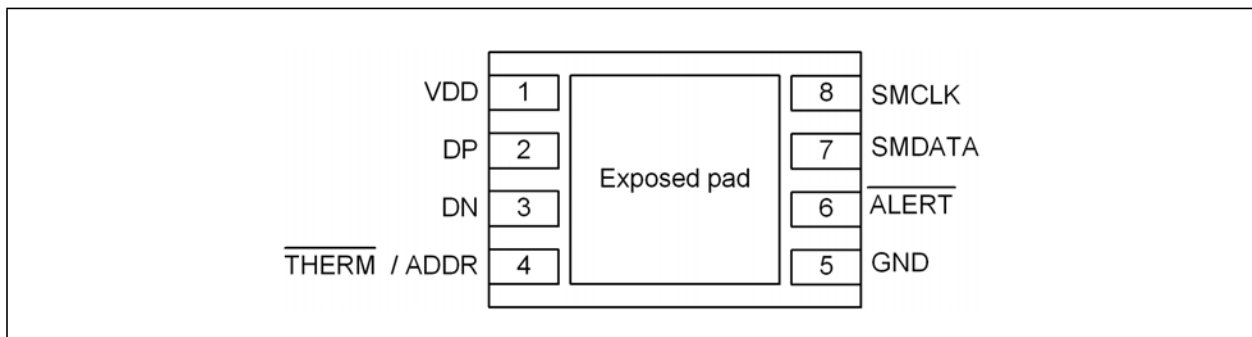 VDD 1
DP 2
DN 3
THERM / ADDR 4
Exposed pad
8 SMCLK
7 SMDATA
6 ALERT
5 GND